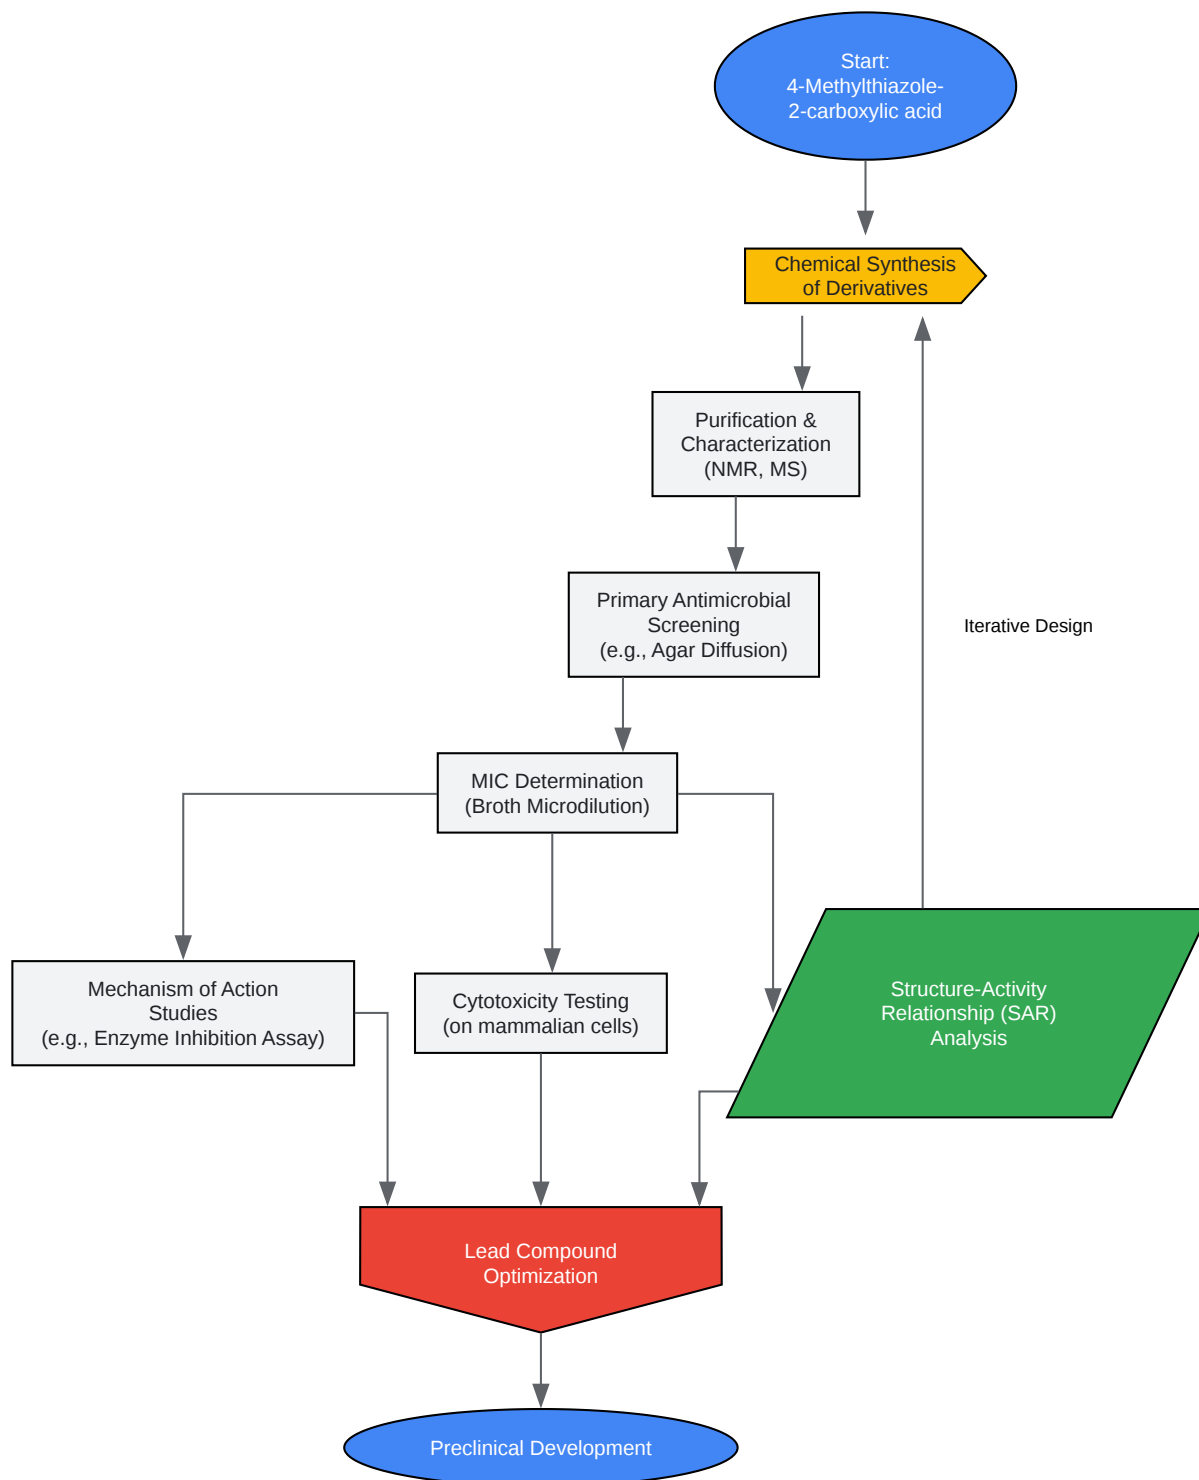 Start:
4-Methylthiazole-
2-carboxylic acid
Chemical Synthesis
of Derivatives
Purification &
Characterization
(NMR, MS)
Primary Antimicrobial
Screening
(e.g., Agar Diffusion)
Iterative Design
MIC Determination
(Broth Microdilution)
Mechanism of Action
Studies
(e.g., Enzyme Inhibition Assay)
Cytotoxicity Testing
(on mammalian cells)
Structure-Activity
Relationship (SAR)
Analysis
Lead Compound
Optimization
Preclinical Development